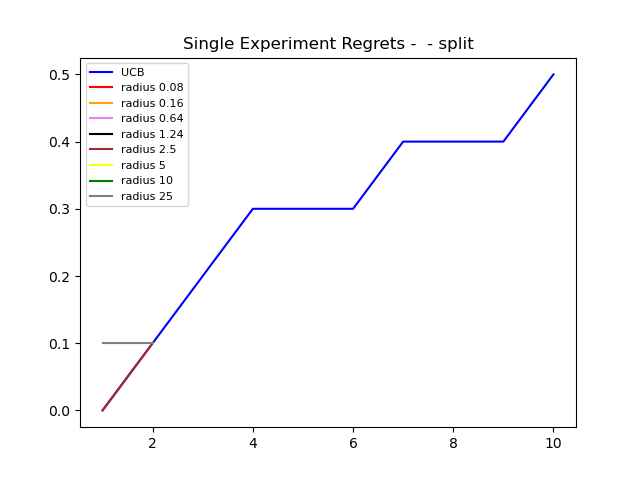 Single Experiment Regrets -  - split
UCB
radius 0.08
radius 0.16
radius 0.64
radius 1.24
radius 2.5
radius 5
radius 10
radius 25
0.5
0.4
0.3
0.2
0.1
0.0
2 4 6 8 10